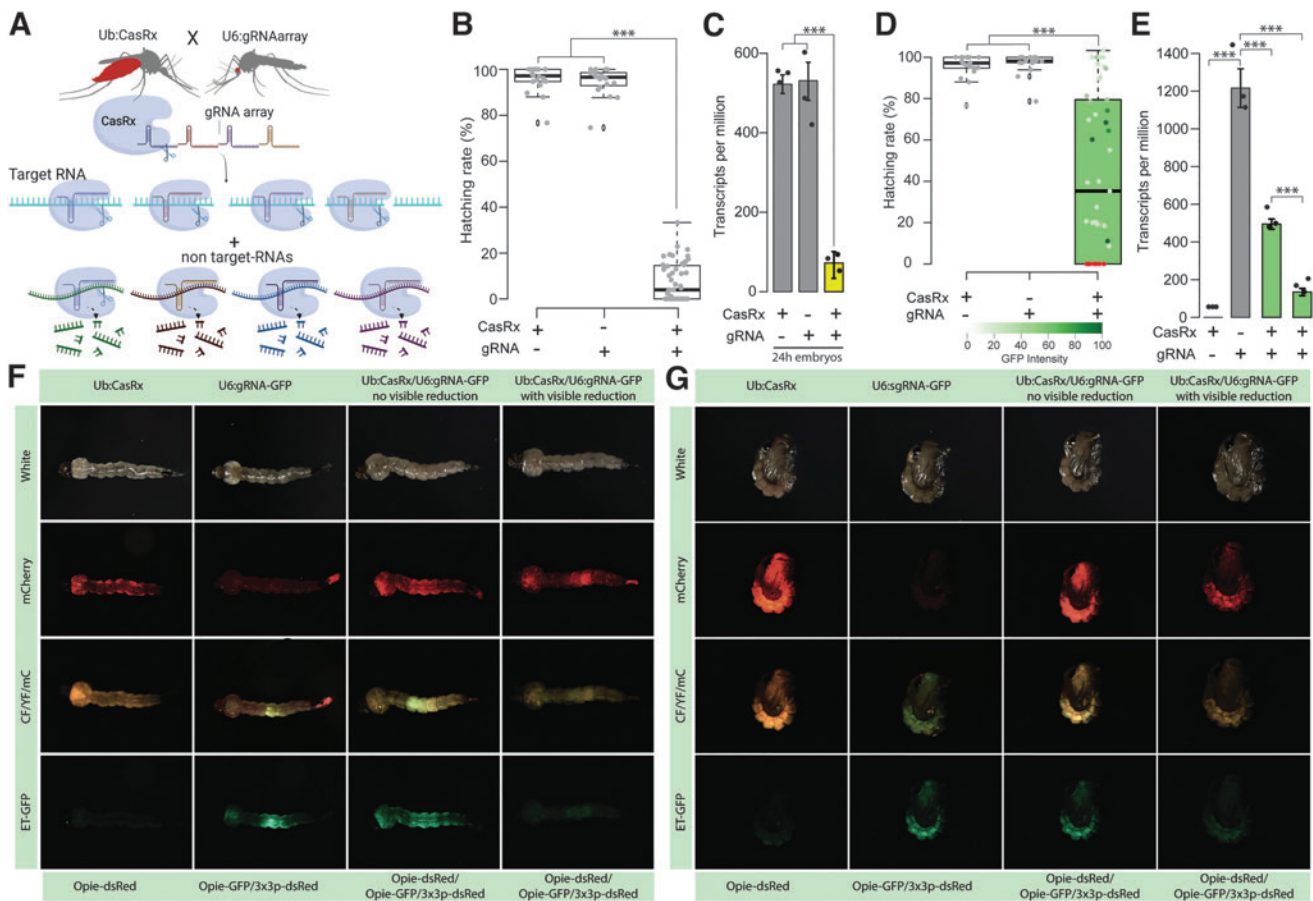 A
Ub:CasRx X U6:gRNAarray
CasRx
gRNA array
Target RNA
+
non target-RNAs
B
***
Hatching rate (%)
100
80
60
40
20
0
CasRx + - +
gRNA - + +
C
***
Transcripts per million
600
400
200
0
CasRx + - +
gRNA - + +
24h embryos
D
***
Hatching rate (%)
100
80
60
40
20
0
CasRx + - +
gRNA - + +
0 20 40 60 80 100
GFP Intensity
E
***
***
***
***
Transcripts per million
1400
1200
1000
800
600
400
200
0
CasRx + - + +
gRNA - + + +
F
Ub:CasRx
U6:gRNA-GFP
Ub:CasRx/U6:gRNA-GFP
no visible reduction
Ub:CasRx/U6:gRNA-GFP
with visible reduction
White
mCherry
CF/YF/mC
ET-GFP
Opie-dsRed
Opie-GFP/3x3p-dsRed
Opie-dsRed/
Opie-GFP/3x3p-dsRed
Opie-dsRed/
Opie-GFP/3x3p-dsRed
G
Ub:CasRx
U6:sgRNA-GFP
Ub:CasRx/U6:gRNA-GFP
no visible reduction
Ub:CasRx/U6:gRNA-GFP
with visible reduction
White
mCherry
CF/YF/mC
ET-GFP
Opie-dsRed
Opie-GFP/3x3p-dsRed
Opie-dsRed/
Opie-GFP/3x3p-dsRed
Opie-dsRed/
Opie-GFP/3x3p-dsRed